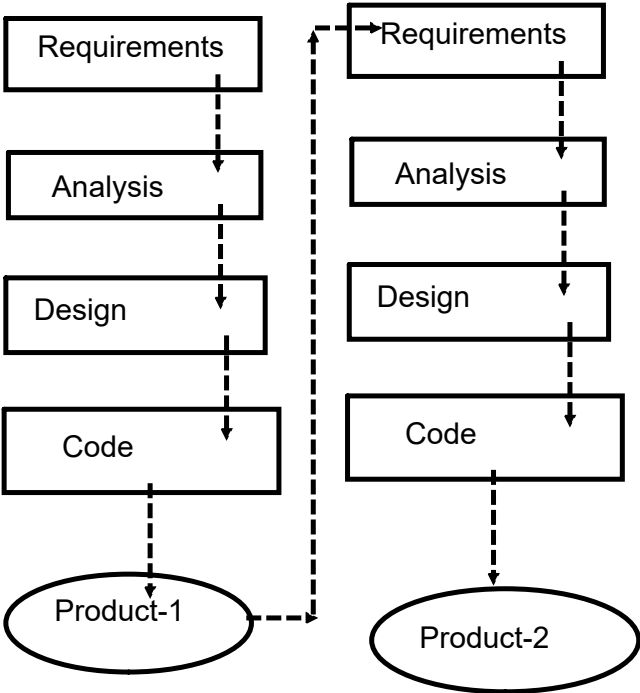 Requirements
Analysis
Design
Code
Product-1
Requirements
Analysis
Design
Code
Product-2